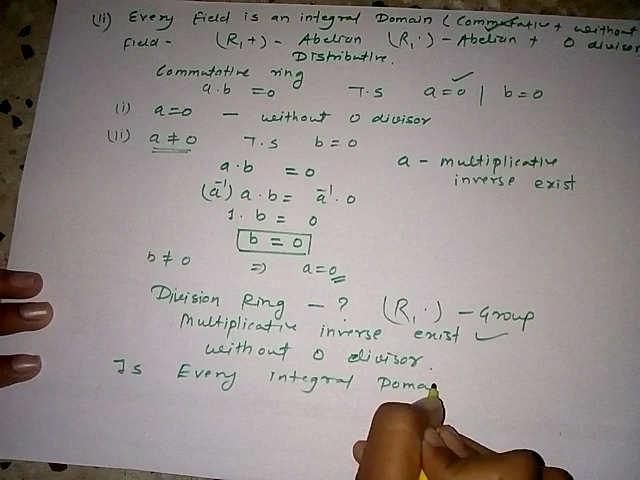 (ii) Every Field is an integral Domain (Commutative + without
Field - (R,+) - Abelian (R,·) - Abelian + 0 divisor
Distributive.
Commutative ring
a.b = 0 T.S a=0 | b=0
(i) a=0 - without 0 divisor
(ii) a ≠ 0 T.S b=0
a.b = 0 a - multiplicative
(a⁻¹) a.b = a⁻¹.0 inverse exist
1. b = 0
b = 0
b ≠ 0 => a=0
Division Ring - ? (R,·) - Group
Multiplicative inverse exist ✓
without 0 divisor.
Is Every Integral Doma